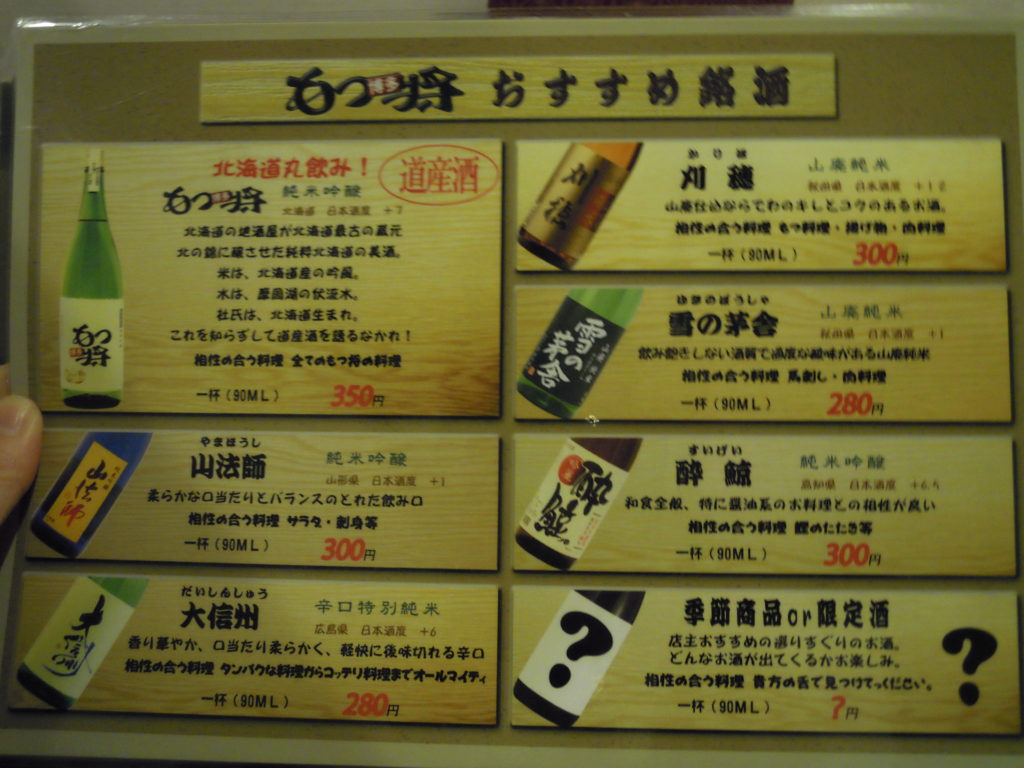 もつ博多将 おすすめ銘酒
北海道丸飲み！
道産酒
もつ博多将 純米吟醸
北海道 日本酒度 +7
北海道の地酒屋が北海道最古の蔵元
北の錦に醸させた純粋北海道の美酒。
米は、北海道産の吟風。
水は、摩周湖の伏流水。
杜氏は、北海道生まれ。
これを知らずして道産酒を語るなかれ！
相性の合う料理 全てのもつ将の料理
一杯（90ML） 350円
もつ博多将
やまほうし
山法師 純米吟醸
山形県 日本酒度 +1
柔らかな口当たりとバランスのとれた飲み口
相性の合う料理 サラダ・刺身等
一杯（90ML） 300円
山法師
だいしんしゅう
大信州 辛口特別純米
広島県 日本酒度 +6
香り華やか、口当たり柔らかく、軽快に後味切れる辛口
相性の合う料理 タンパクな料理からコッテリ料理までオールマイティ
一杯（90ML） 280円
大信州
かりほ
刈穂 山廃純米
秋田県 日本酒度 +12
山廃仕込ならでわのキレとコクのあるお酒。
相性の合う料理 もつ料理・揚げ物・肉料理
一杯（90ML） 300円
刈穂
ゆきのぼうしゃ
雪の茅舎 山廃純米
秋田県 日本酒度 +1
飲み飽きしない酒質で適度な酸味がある山廃純米
相性の合う料理 馬刺し・肉料理
一杯（90ML） 280円
雪の茅舎
すいげい
酔鯨 純米吟醸
高知県 日本酒度 +6.5
和食全般、特に醤油系のお料理との相性が良い
相性の合う料理 鰹のたたき等
一杯（90ML） 300円
酔鯨
季節商品or限定酒
店主おすすめの選りすぐりのお酒。
どんなお酒が出てくるかお楽しみ。
相性の合う料理 貴方の舌で見つけてください。
一杯（90ML） ?円
?
?